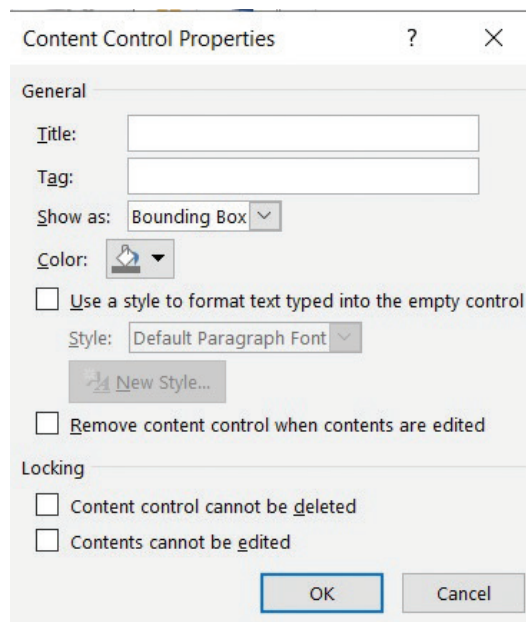 Content Control Properties ? ×
General
Title:
Tag:
Show as: Bounding Box
Color:
Use a style to format text typed into the empty control
Style: Default Paragraph Font
New Style...
Remove content control when contents are edited
Locking
Content control cannot be deleted
Contents cannot be edited
OK Cancel